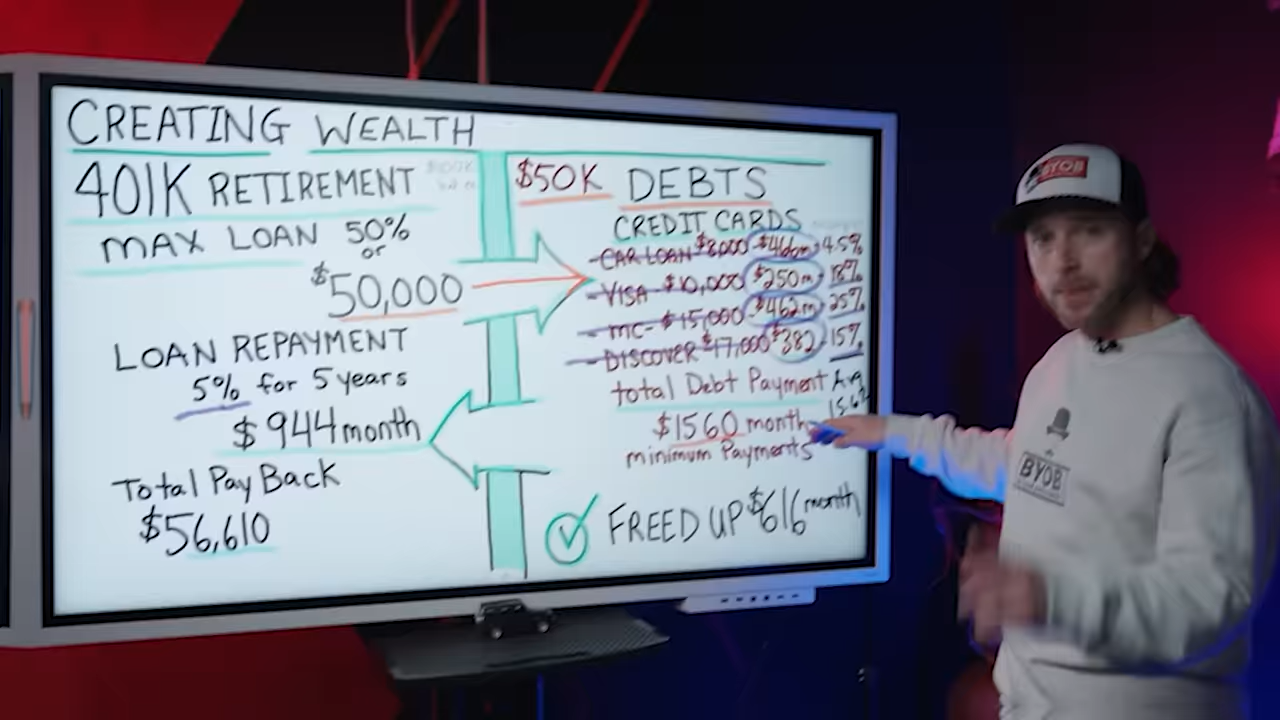 CREATING WEALTH
401K RETIREMENT
MAX LOAN 50%
or
$50,000
LOAN REPAYMENT
5% for 5 years
$944 month
Total Pay Back
$56,610
$50K DEBTS
CREDIT CARDS
-CAR LOAN $8,000 $466m 4.5%
-VISA- $10,000 $250m 18%
-MC- $15,000 $462m 25%
-DISCOVER $17,000 $382 15%
total Debt Payment Avg
$1560 month
minimum Payments
FREED UP $616 month
BYOB
BYOB